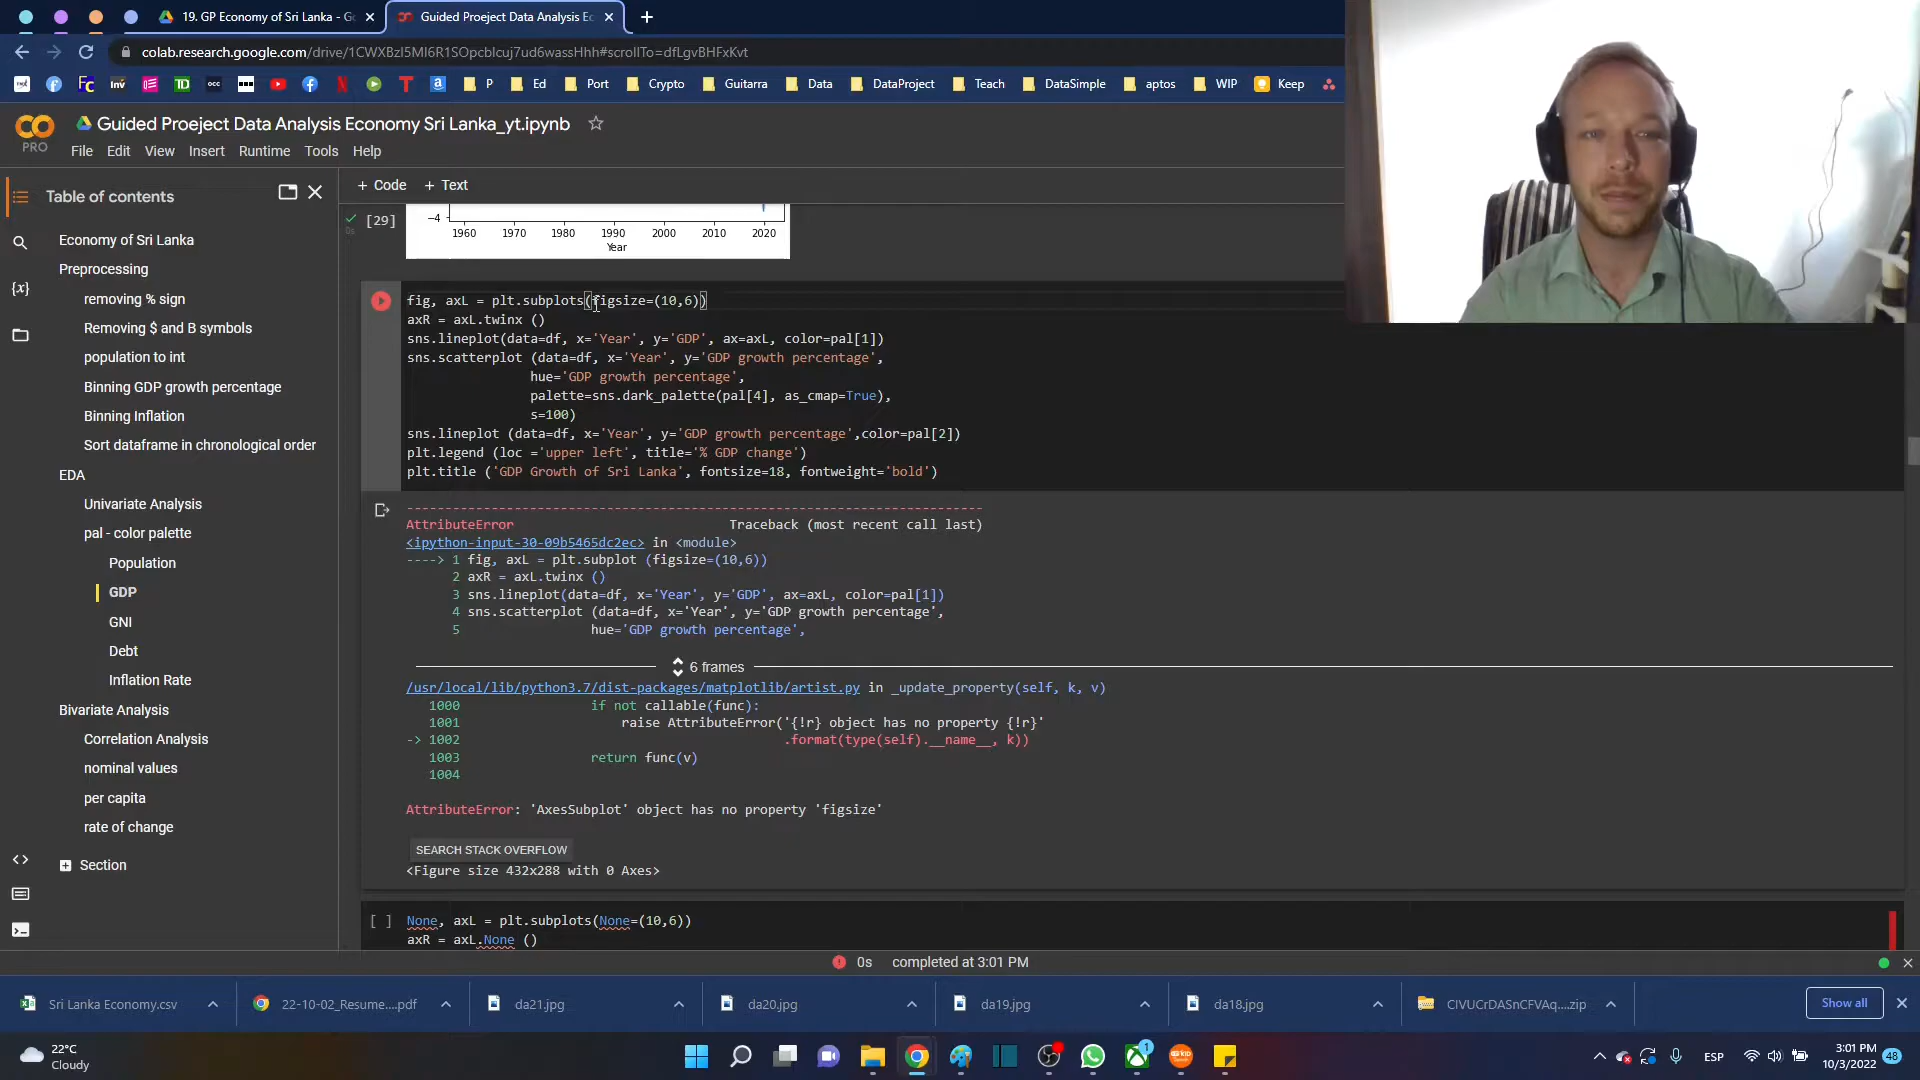 19. GP Economy of Sri Lanka - Go
Guided Proeject Data Analysis Ec
colab.research.google.com/drive/1CWXBzI5MI6R1SOpcblcuj7ud6wassHhh#scrollTo=dfLgvBHFxKvt
P
Ed
Port
Crypto
Guitarra
Data
DataProject
Teach
DataSimple
aptos
WIP
Keep
Guided Proeject Data Analysis Economy Sri Lanka_yt.ipynb
PRO
File Edit View Insert Runtime Tools Help
Table of contents
+ Code + Text
Economy of Sri Lanka
Preprocessing
removing % sign
Removing $ and B symbols
population to int
Binning GDP growth percentage
Binning Inflation
Sort dataframe in chronological order
EDA
Univariate Analysis
pal - color palette
Population
GDP
GNI
Debt
Inflation Rate
Bivariate Analysis
Correlation Analysis
nominal values
per capita
rate of change
Section
[29]
−4
1960 1970 1980 1990 2000 2010 2020
Year
fig, axL = plt.subplots(figsize=(10,6))
axR = axL.twinx ()
sns.lineplot(data=df, x='Year', y='GDP', ax=axL, color=pal[1])
sns.scatterplot (data=df, x='Year', y='GDP growth percentage',
hue='GDP growth percentage',
palette=sns.dark_palette(pal[4], as_cmap=True),
s=100)
sns.lineplot (data=df, x='Year', y='GDP growth percentage',color=pal[2])
plt.legend (loc ='upper left', title='% GDP change')
plt.title ('GDP Growth of Sri Lanka', fontsize=18, fontweight='bold')
---------------------------------------------------------------------------
AttributeError Traceback (most recent call last)
<ipython-input-30-09b5465dc2ec> in <module>
----> 1 fig, axL = plt.subplot (figsize=(10,6))
2 axR = axL.twinx ()
3 sns.lineplot(data=df, x='Year', y='GDP', ax=axL, color=pal[1])
4 sns.scatterplot (data=df, x='Year', y='GDP growth percentage',
5 hue='GDP growth percentage',
6 frames
/usr/local/lib/python3.7/dist-packages/matplotlib/artist.py in _update_property(self, k, v)
1000 if not callable(func):
1001 raise AttributeError('{!r} object has no property {!r}'
-> 1002 .format(type(self).__name__, k))
1003 return func(v)
1004
AttributeError: 'AxesSubplot' object has no property 'figsize'
SEARCH STACK OVERFLOW
<Figure size 432x288 with 0 Axes>
[ ] None, axL = plt.subplots(None=(10,6))
axR = axL.None ()
0s completed at 3:01 PM
Sri Lanka Economy.csv
22-10-02_Resume....pdf
da21.jpg
da20.jpg
da19.jpg
da18.jpg
CIVUCrDASnCFVAq....zip
Show all
22°C
Cloudy
1
ESP
3:01 PM
10/3/2022
48